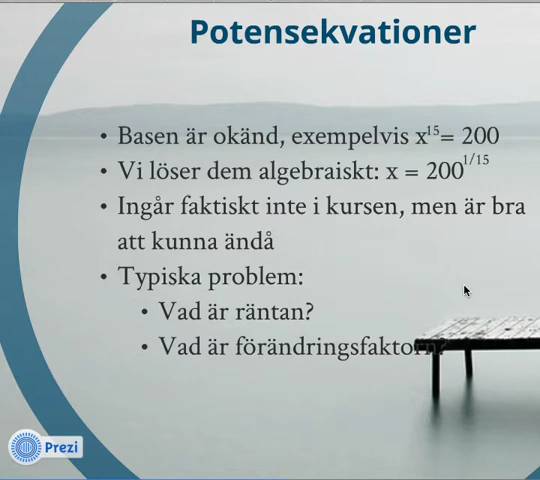 Potensekvationer
• Basen är okänd, exempelvis x¹⁵= 200
• Vi löser dem algebraiskt: x = 200^1/15
• Ingår faktiskt inte i kursen, men är bra
att kunna ändå
• Typiska problem:
• Vad är räntan?
• Vad är förändringsfaktorn?
Prezi